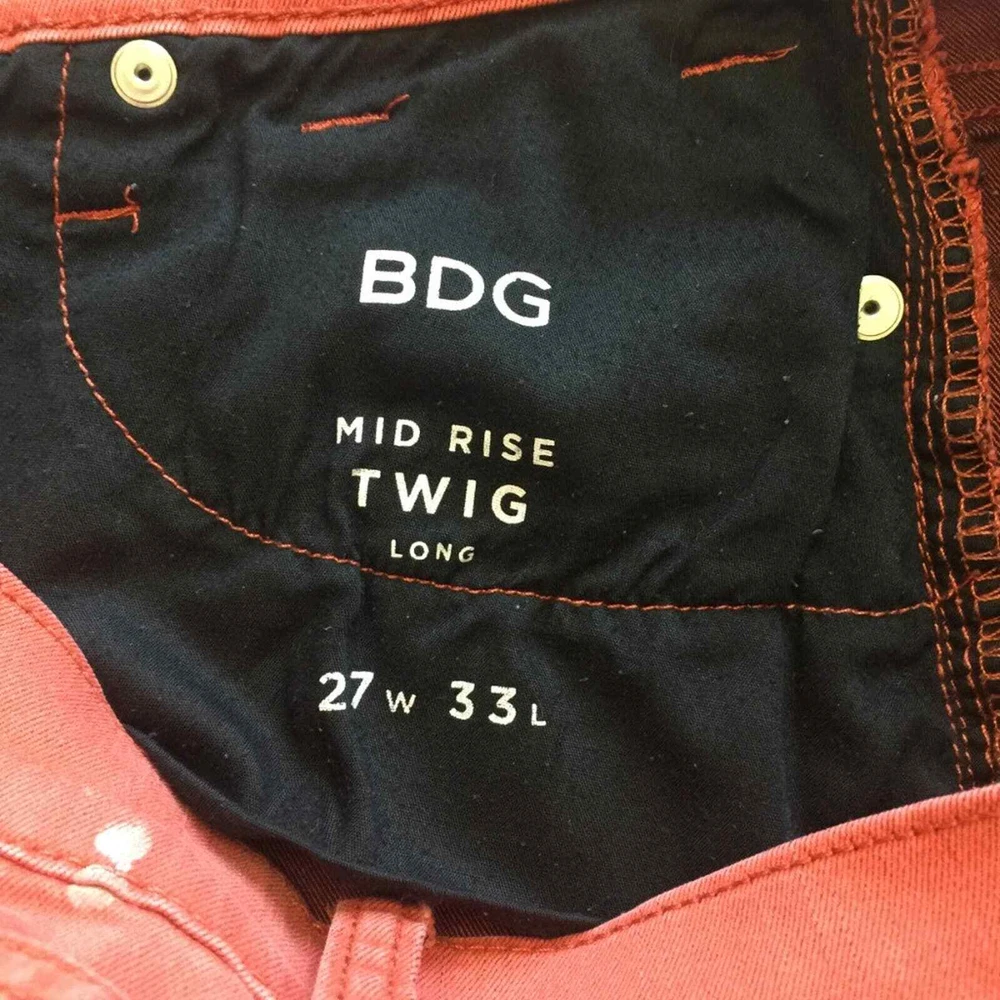 BDG
MID RISE
TWIG
LONG
27 W 33 L